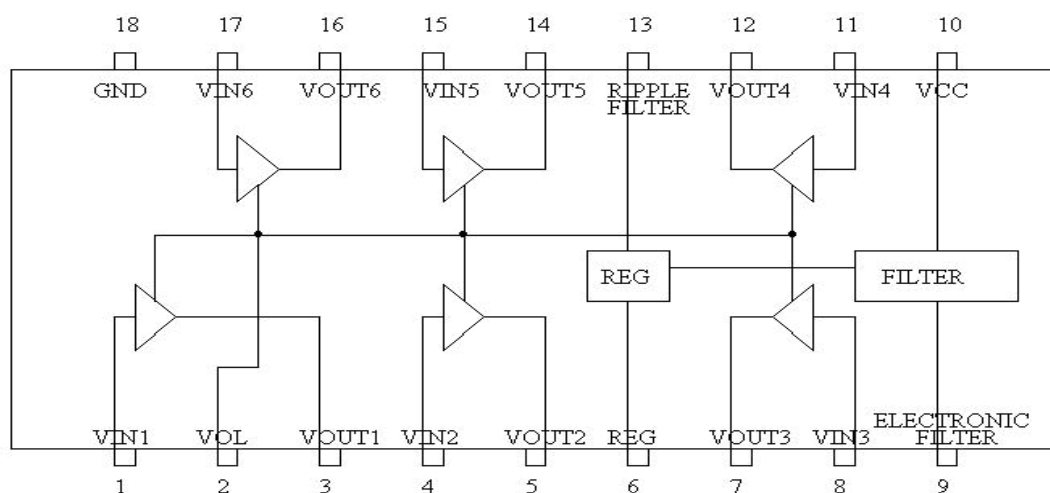 18 17 16 15 14 13 12 11 10
GND VIN6 VOUT6 VIN5 VOUT5 RIPPLE FILTER VOUT4 VIN4 VCC
REG FILTER
VIN1 VOL VOUT1 VIN2 VOUT2 REG VOUT3 VIN3 ELECTRONIC FILTER
1 2 3 4 5 6 7 8 9